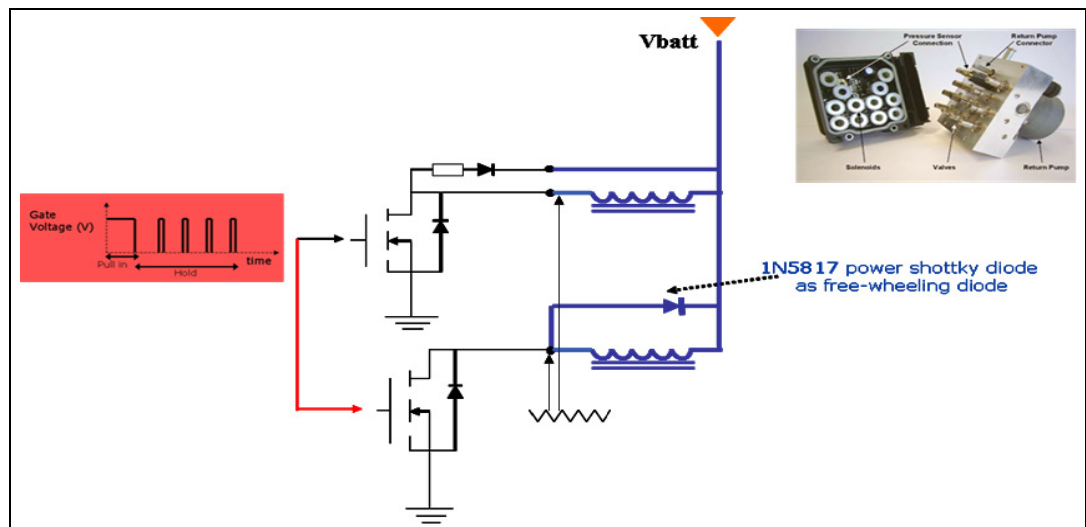 Vbatt
Pressure Sensor
Connection
Return Pump
Connector
Solenoids
Valves
Return Pump
Gate
Voltage (V)
Pull in
Hold
time
1N5817 power shottky diode
as free-wheeling diode